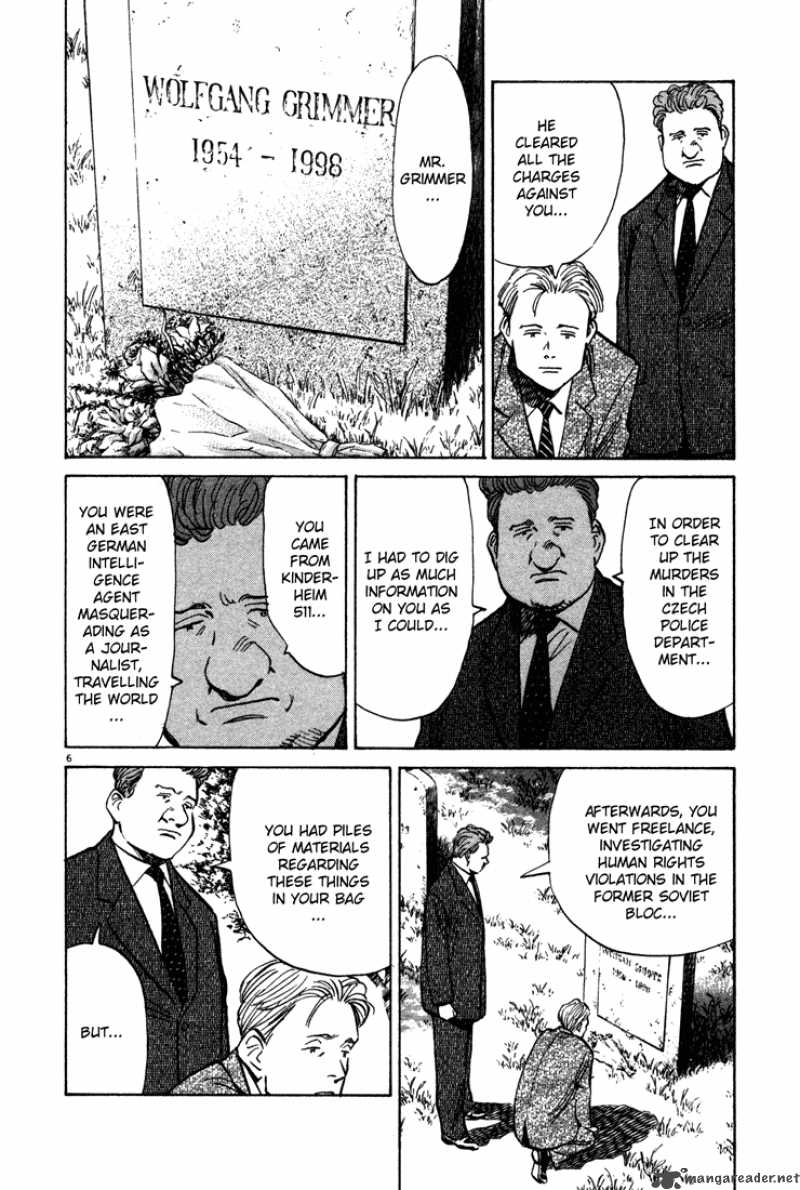 HE
CLEARED
ALL THE
CHARGES
AGAINST
YOU...
WOLFGANG GRIMMER
1954 - 1998
MR.
GRIMMER
...
IN ORDER
TO CLEAR
UP THE
MURDERS
IN THE
CZECH
POLICE
DEPART-
MENT...
I HAD TO DIG
UP AS MUCH
INFORMATION
ON YOU AS
I COULD...
YOU
CAME
FROM
KINDER-
HEIM
511...
YOU WERE
AN EAST
GERMAN
INTELLI-
GENCE
AGENT
MASQUER-
ADING AS
A JOUR-
NALIST,
TRAVELLING
THE WORLD
...
6
AFTERWARDS, YOU
WENT FREELANCE,
INVESTIGATING
HUMAN RIGHTS
VIOLATIONS IN THE
FORMER SOVIET
BLOC...
WOLFGANG GRIMMER
1954 - 1998
YOU HAD PILES
OF MATERIALS
REGARDING
THESE THINGS
IN YOUR BAG
...
BUT...
mangareader.net